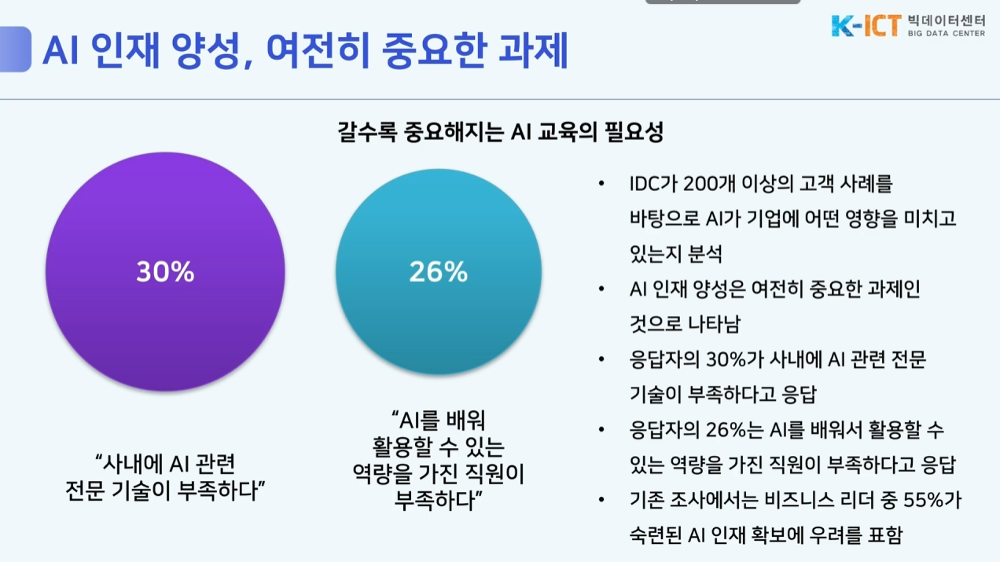 K-ICT 빅데이터센터
BIG DATA CENTER
AI 인재 양성, 여전히 중요한 과제
갈수록 중요해지는 AI 교육의 필요성
30%
“사내에 AI 관련
전문 기술이 부족하다”
26%
“AI를 배워
활용할 수 있는
역량을 가진 직원이
부족하다”
• IDC가 200개 이상의 고객 사례를
바탕으로 AI가 기업에 어떤 영향을 미치고
있는지 분석
• AI 인재 양성은 여전히 중요한 과제인
것으로 나타남
• 응답자의 30%가 사내에 AI 관련 전문
기술이 부족하다고 응답
• 응답자의 26%는 AI를 배워서 활용할 수
있는 역량을 가진 직원이 부족하다고 응답
• 기존 조사에서는 비즈니스 리더 중 55%가
숙련된 AI 인재 확보에 우려를 표함